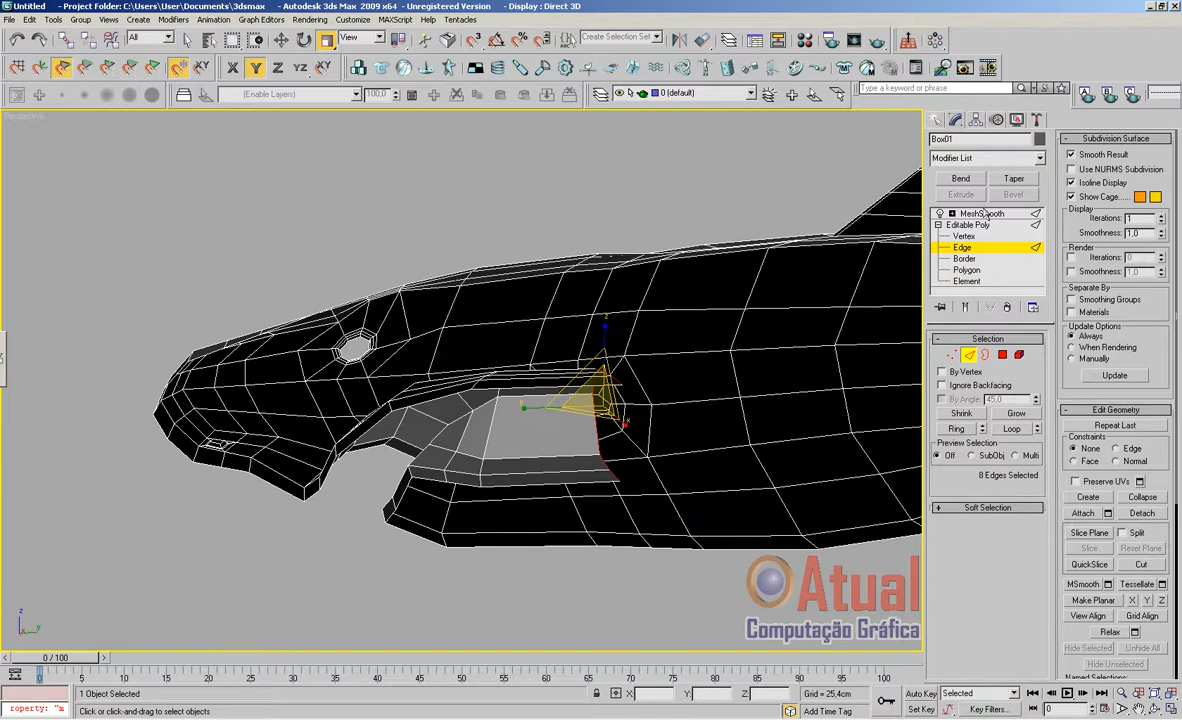 Untitled - Project Folder: C:\Users\User\Documents\3dsmax - Autodesk 3ds Max 2009 x64 - Unregistered Version - Display : Direct 3D
File Edit Tools Group Views Create Modifiers Animation Graph Editors Rendering Customize MAXScript Help Tentacles
All View Create Selection Set
X Y Z YZ XY
(Enable Layers) 100,0 0 (default) Type a keyword or phrase
A B C
Perspective
Box01
Modifier List
Bend Taper
Extrude Bevel
MeshSmooth
Editable Poly
Vertex
Edge
Border
Polygon
Element
Selection
By Vertex
Ignore Backfacing
By Angle: 45,0
Shrink Grow
Ring Loop
Preview Selection
Off SubObj Multi
8 Edges Selected
Soft Selection
Subdivision Surface
Smooth Result
Use NURMS Subdivision
Isoline Display
Show Cage......
Display
Iterations: 1
Smoothness: 1,0
Render
Iterations: 0
Smoothness: 1,0
Separate By
Smoothing Groups
Materials
Update Options
Always
When Rendering
Manually
Update
Edit Geometry
Repeat Last
Constraints
None Edge
Face Normal
Preserve UVs
Create Collapse
Attach Detach
Slice Plane Split
Slice Reset Plane
QuickSlice Cut
MSmooth Tessellate
Make Planar X Y Z
View Align Grid Align
Relax
Hide Selected Unhide All
Hide Unselected
Named Selections:
z
y
x
z
y
x
Atual
Computação Gráfica
0 / 100
0 5 10 15 20 25 30 35 40 45 50 55 60 65 70 75 80 85 90 95 100
1 Object Selected X: Y: Z: Grid = 25,4cm Auto Key Selected
roperty: "m Click or click-and-drag to select objects Add Time Tag Set Key Key Filters... 0